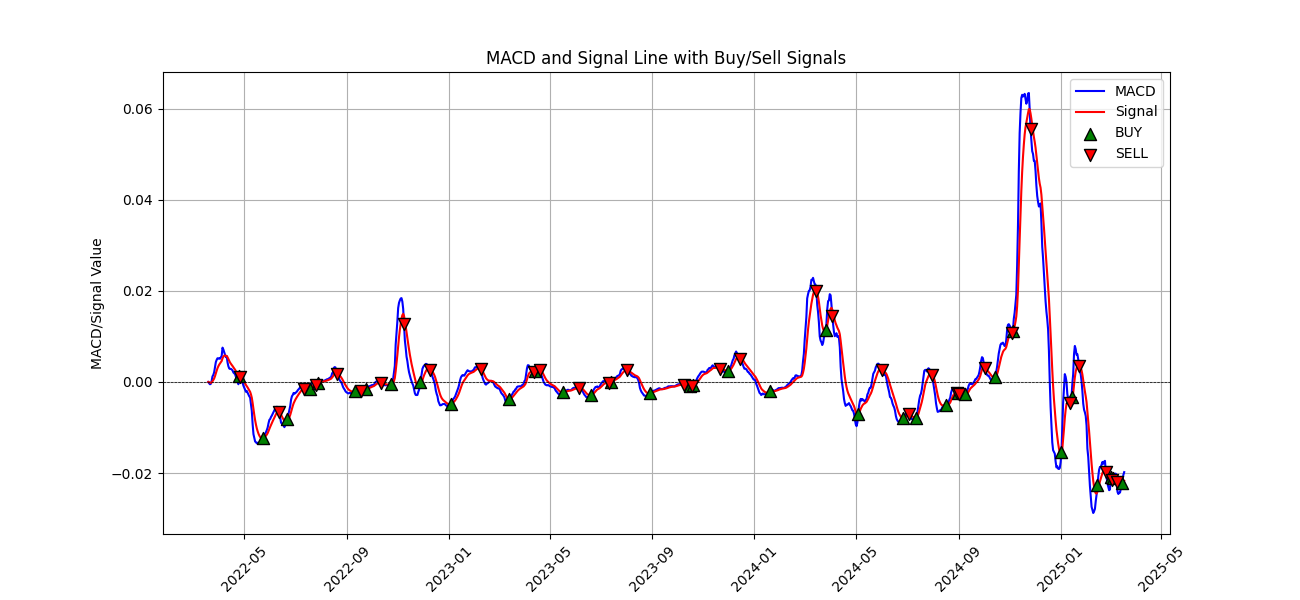 MACD and Signal Line with Buy/Sell Signals
MACD/Signal Value
0.06
0.04
0.02
0.00
−0.02
2022-05
2022-09
2023-01
2023-05
2023-09
2024-01
2024-05
2024-09
2025-01
2025-05
MACD
Signal
BUY
SELL